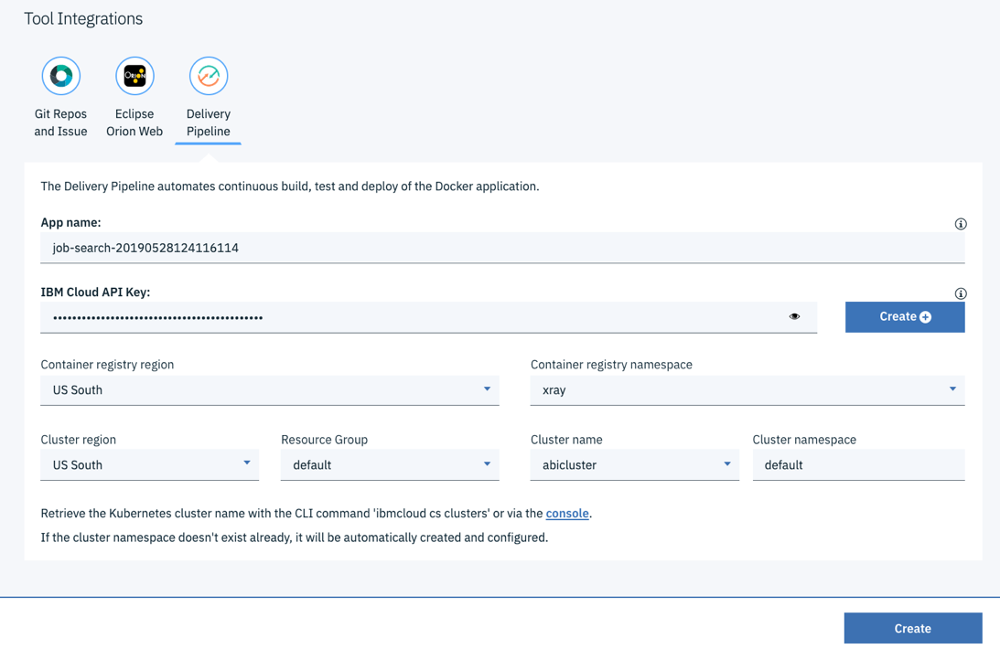 Tool Integrations
ORION
Git Repos and Issue
Eclipse Orion Web
Delivery Pipeline
The Delivery Pipeline automates continuous build, test and deploy of the Docker application.
App name:
job-search-20190528124116114
IBM Cloud API Key:
••••••••••••••••••••••••••••••••••••••••••••
Create
Container registry region
Container registry namespace
US South
xray
Cluster region
Resource Group
Cluster name
Cluster namespace
US South
default
abicluster
default
Retrieve the Kubernetes cluster name with the CLI command 'ibmcloud cs clusters' or via the console.
If the cluster namespace doesn't exist already, it will be automatically created and configured.
Create